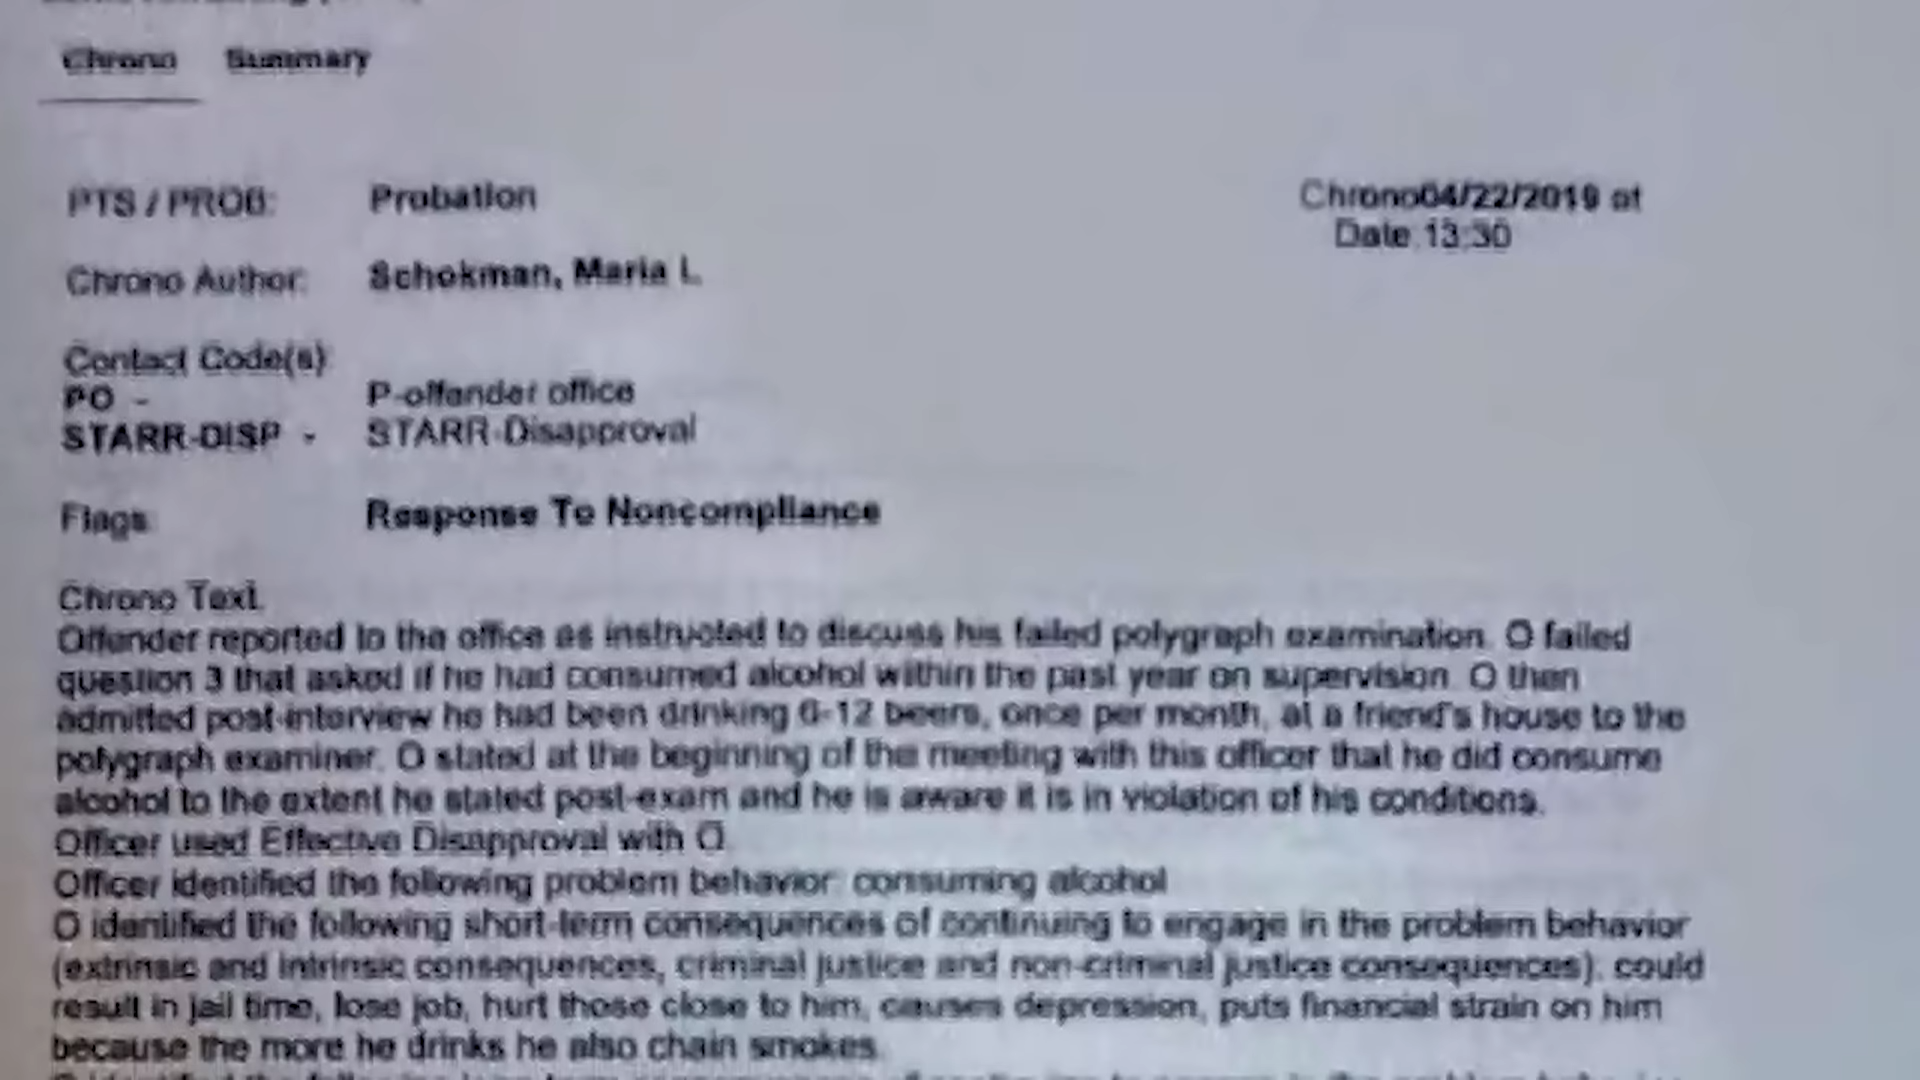 Chrono Summary
PTS / PROB: Probation
Chrono04/22/2019 at
Date 13:30
Chrono Author: Schokman, Maria L.
Contact Code(s)
PO - P-offender office
STARR-DISP - STARR-Disapproval
Flags Response To Noncompliance
Chrono Text
Offender reported to the office as instructed to discuss his failed polygraph examination. O failed
question 3 that asked if he had consumed alcohol within the past year on supervision. O then
admitted post-interview he had been drinking 6-12 beers, once per month, at a friend's house to the
polygraph examiner. O stated at the beginning of the meeting with this officer that he did consume
alcohol to the extent he stated post-exam and he is aware it is in violation of his conditions.
Officer used Effective Disapproval with O.
Officer identified the following problem behavior: consuming alcohol
O identified the following short-term consequences of continuing to engage in the problem behavior
(extrinsic and intrinsic consequences, criminal justice and non-criminal justice consequences): could
result in jail time, lose job, hurt those close to him, causes depression, puts financial strain on him
because the more he drinks he also chain smokes.